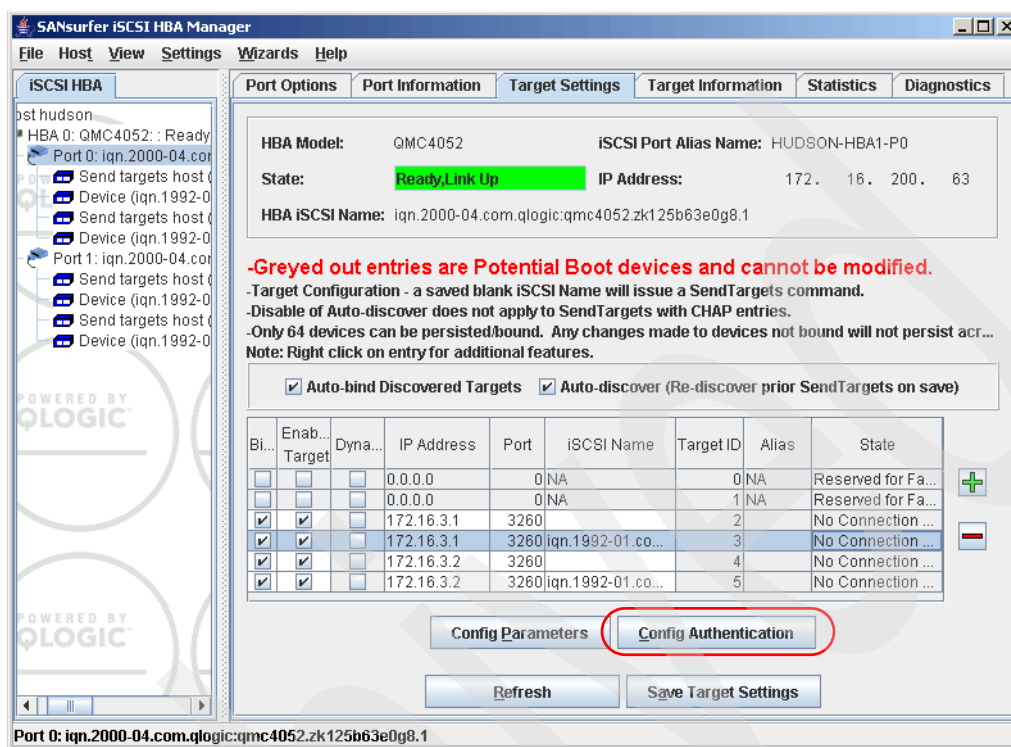 SANsurfer iSCSI HBA Manager
File Host View Settings Wizards Help
iSCSI HBA
Port Options Port Information Target Settings Target Information Statistics Diagnostics
ost hudson
HBA 0: QMC4052: : Ready
Port 0: iqn.2000-04.com
Send targets host (
Device (iqn.1992-0
Send targets host (
Device (iqn.1992-0
Port 1: iqn.2000-04.com
Send targets host (
Device (iqn.1992-0
Send targets host (
Device (iqn.1992-0
POWERED BY
QLOGIC
POWERED BY
QLOGIC
HBA Model: QMC4052 iSCSI Port Alias Name: HUDSON-HBA1-P0
State: Ready,Link Up IP Address: 172. 16. 200. 63
HBA iSCSI Name: iqn.2000-04.com.qlogic:qmc4052.zk125b63e0g8.1
-Greyed out entries are Potential Boot devices and cannot be modified.
-Target Configuration - a saved blank iSCSI Name will issue a SendTargets command.
-Disable of Auto-discover does not apply to SendTargets with CHAP entries.
-Only 64 devices can be persisted/bound. Any changes made to devices not bound will not persist acr...
Note: Right click on entry for additional features.
Auto-bind Discovered Targets Auto-discover (Re-discover prior SendTargets on save)
Bi... Enab... Target Dyna... IP Address Port iSCSI Name Target ID Alias State
0.0.0.0 0 NA 0 NA Reserved for Fa...
0.0.0.0 0 NA 1 NA Reserved for Fa...
172.16.3.1 3260 2 No Connection ...
172.16.3.1 3260 iqn.1992-01.co... 3 No Connection ...
172.16.3.2 3260 4 No Connection ...
172.16.3.2 3260 iqn.1992-01.co... 5 No Connection ...
Config Parameters Config Authentication
Refresh Save Target Settings
Port 0: iqn.2000-04.com.qlogic:qmc4052.zk125b63e0g8.1